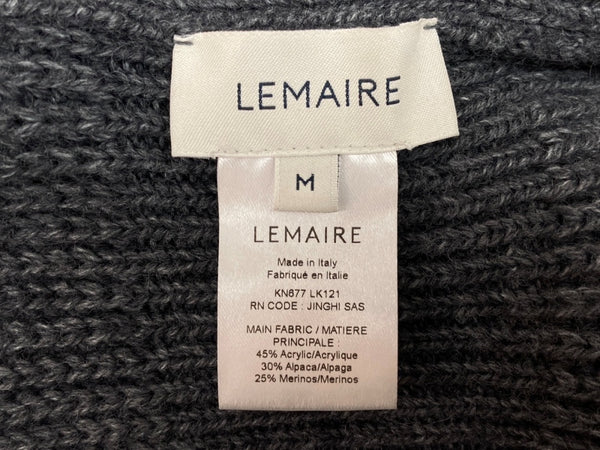 LEMAIRE
M
LEMAIRE
Made in Italy
Fabriqué en Italie
KN677 LK121
RN CODE : JINGHI SAS
MAIN FABRIC / MATIERE
PRINCIPALE :
45% Acrylic/Acrylique
30% Alpaca/Alpaga
25% Merinos/Merinos